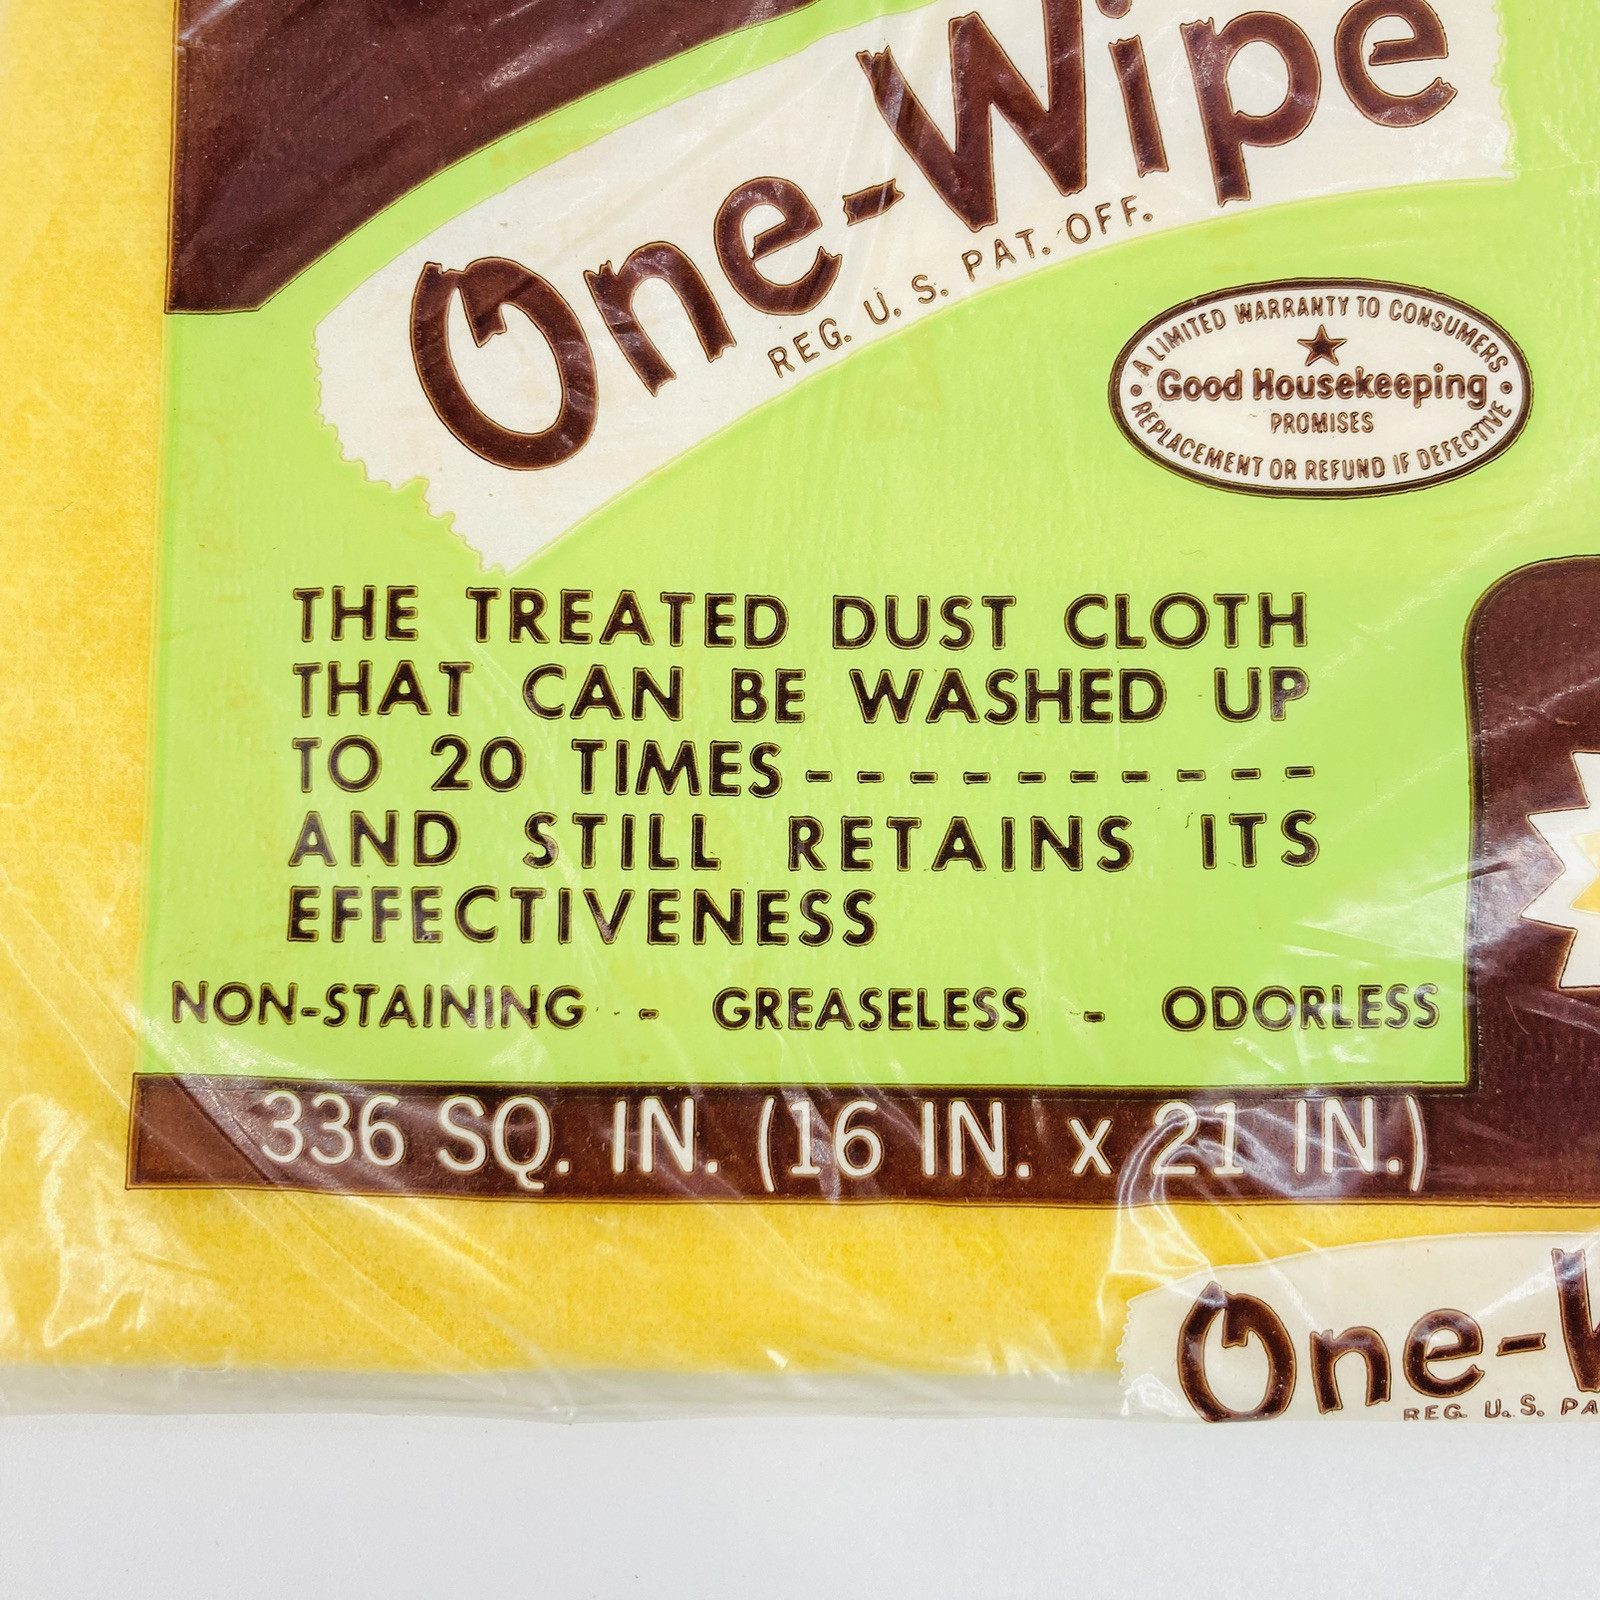 One-Wipe
REG. U. S. PAT. OFF.
A LIMITED WARRANTY TO CONSUMERS
Good Housekeeping
PROMISES
REPLACEMENT OR REFUND IF DEFECTIVE
THE TREATED DUST CLOTH
THAT CAN BE WASHED UP
TO 20 TIMES-----------
AND STILL RETAINS ITS
EFFECTIVENESS
NON-STAINING - GREASELESS - ODORLESS
336 SQ. IN. (16 IN. x 21 IN.)
One-
REG. U. S. PA